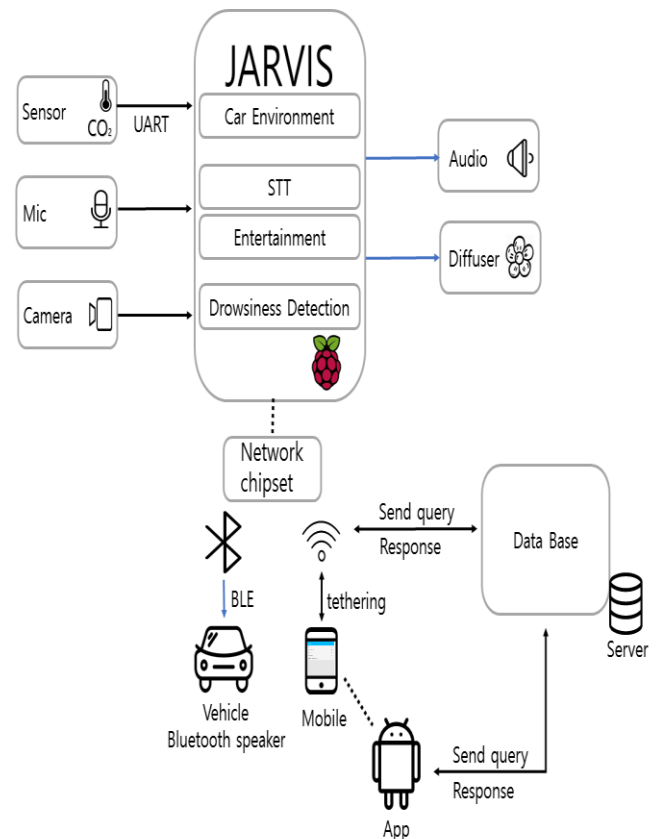 JARVIS
Sensor
CO₂
UART
Car Environment
Mic
STT
Entertainment
Camera
Drowsiness Detection
Audio
Diffuser
Network
chipset
BLE
Vehicle
Bluetooth speaker
tethering
Mobile
Send query
Response
Data Base
Server
App
Send query
Response